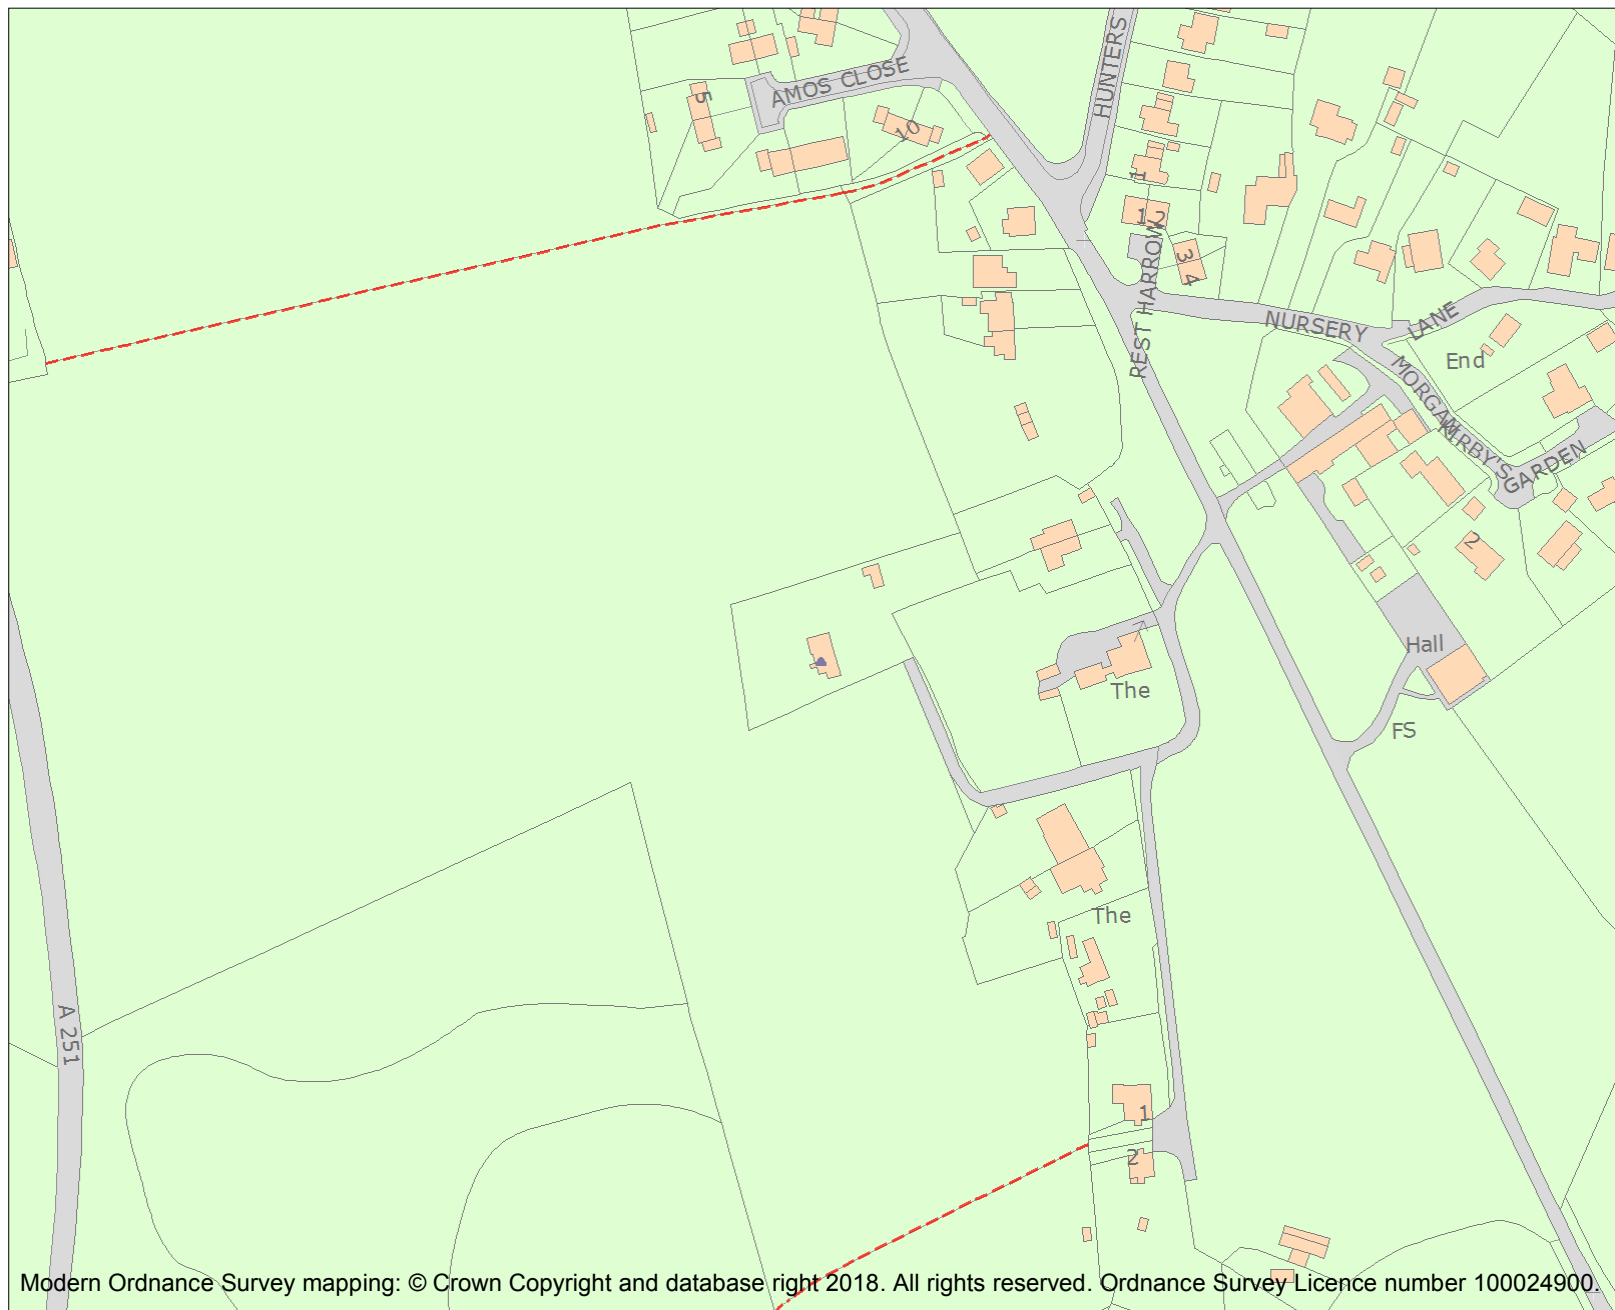 HUNTERS
AMOS CLOSE
5
10
1
1 2
3 4
REST HARROW
NURSERY
LANE
End
MORGAN
KIRBY'S
GARDEN
2
Hall
The
FS
The
A 251
1
2
Modern Ordnance Survey mapping: © Crown Copyright and database right 2018. All rights reserved. Ordnance Survey Licence number 100024900.